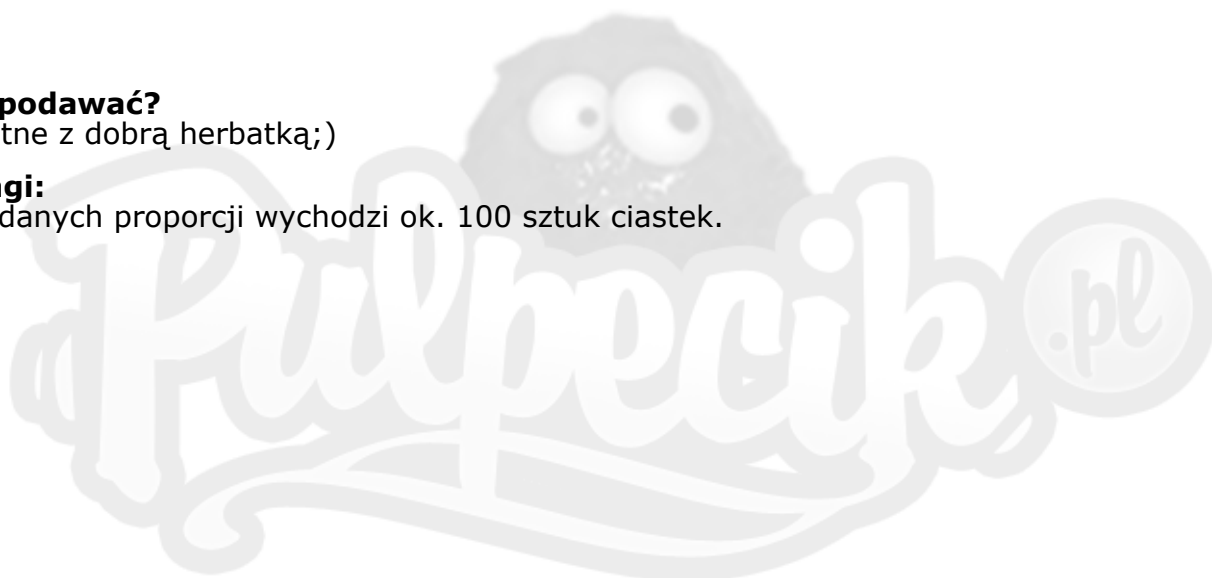 podawać?
tne z dobrą herbatką;)
gi:
danych proporcji wychodzi ok. 100 sztuk ciastek.
Pulpecik .pl